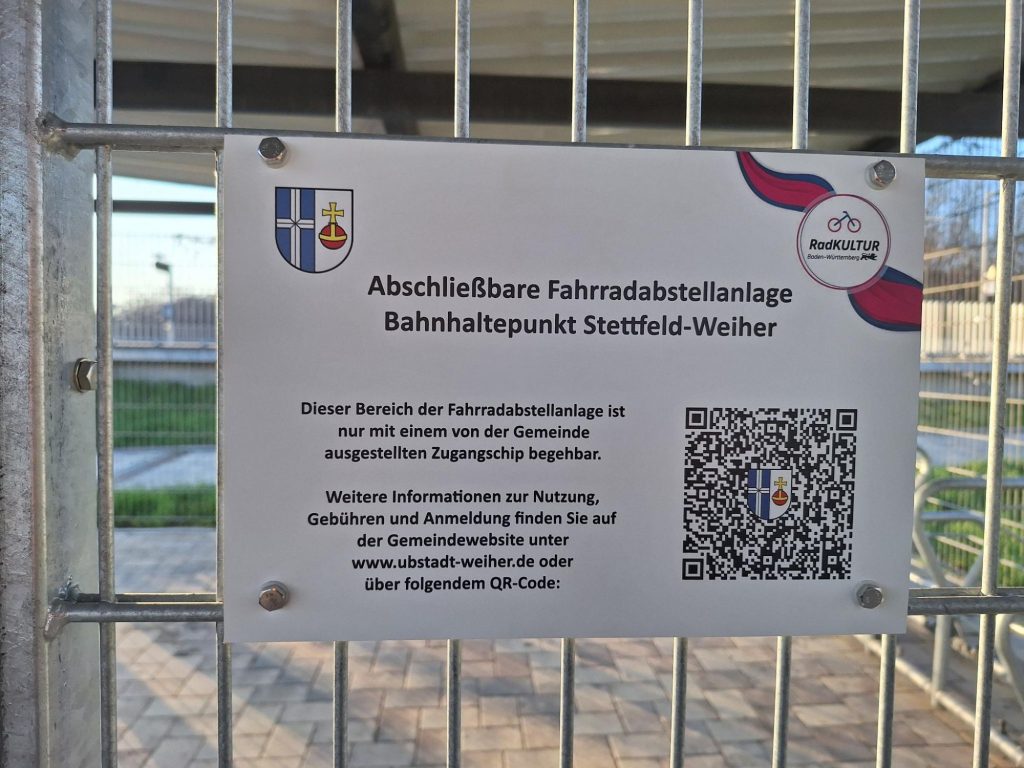 RadKULTUR
Baden-Württemberg
Abschließbare Fahrradabstellanlage
Bahnhaltepunkt Stettfeld-Weiher
Dieser Bereich der Fahrradabstellanlage ist
nur mit einem von der Gemeinde
ausgestellten Zugangschip begehbar.
Weitere Informationen zur Nutzung,
Gebühren und Anmeldung finden Sie auf
der Gemeindewebsite unter
www.ubstadt-weiher.de oder
über folgendem QR-Code: